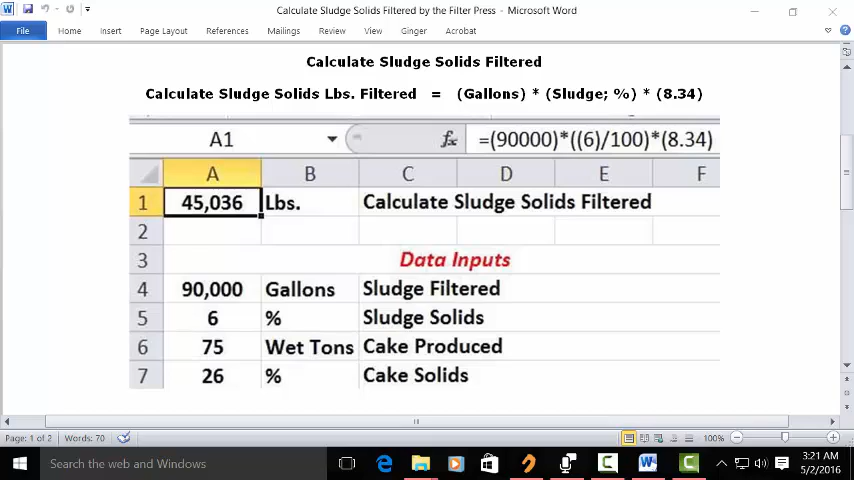 Calculate Sludge Solids Filtered by the Filter Press - Microsoft Word
File Home Insert Page Layout References Mailings Review View Ginger Acrobat
Calculate Sludge Solids Filtered
Calculate Sludge Solids Lbs. Filtered = (Gallons) * (Sludge; %) * (8.34)
A1 fx =(90000)*((6)/100)*(8.34)
A B C D E F
1 45,036 Lbs. Calculate Sludge Solids Filtered
2
3 Data Inputs
4 90,000 Gallons Sludge Filtered
5 6 % Sludge Solids
6 75 Wet Tons Cake Produced
7 26 % Cake Solids
Page: 1 of 2 Words: 70 100%
Search the web and Windows 3:21 AM
5/2/2016